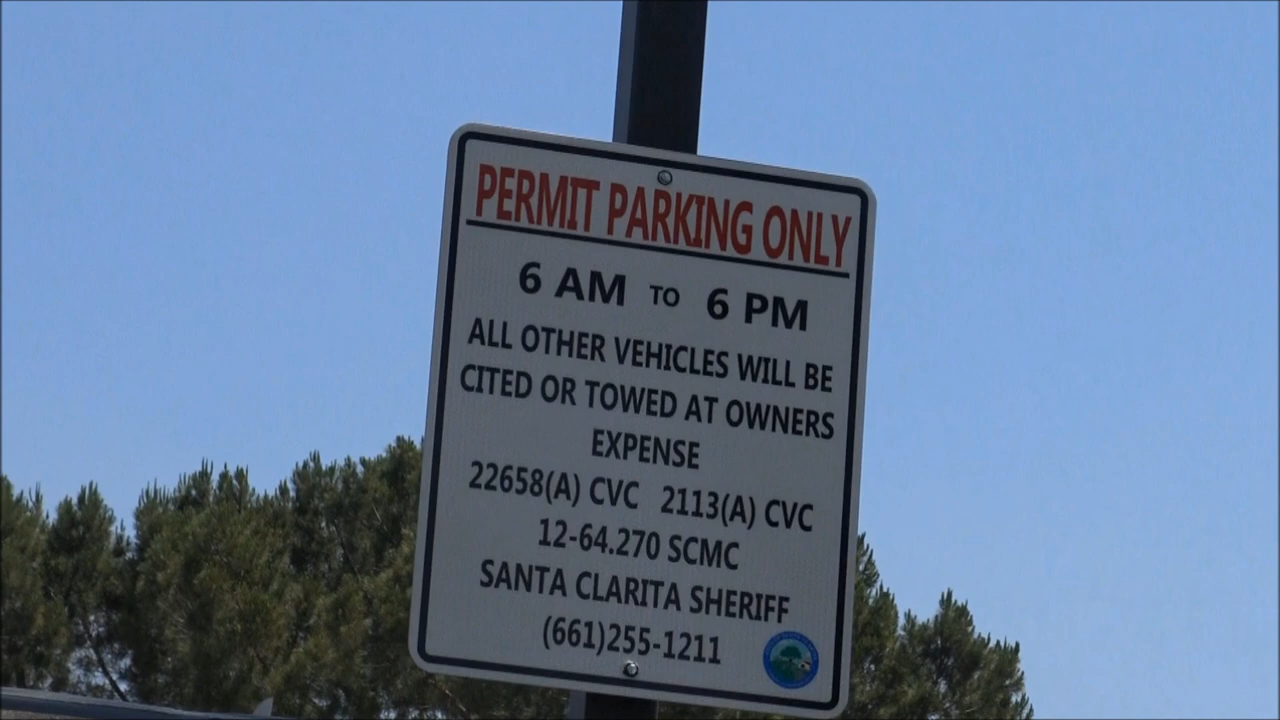 PERMIT PARKING ONLY
6 AM TO 6 PM
ALL OTHER VEHICLES WILL BE
CITED OR TOWED AT OWNERS
EXPENSE
22658(A) CVC 2113(A) CVC
12-64.270 SCMC
SANTA CLARITA SHERIFF
(661)255-1211